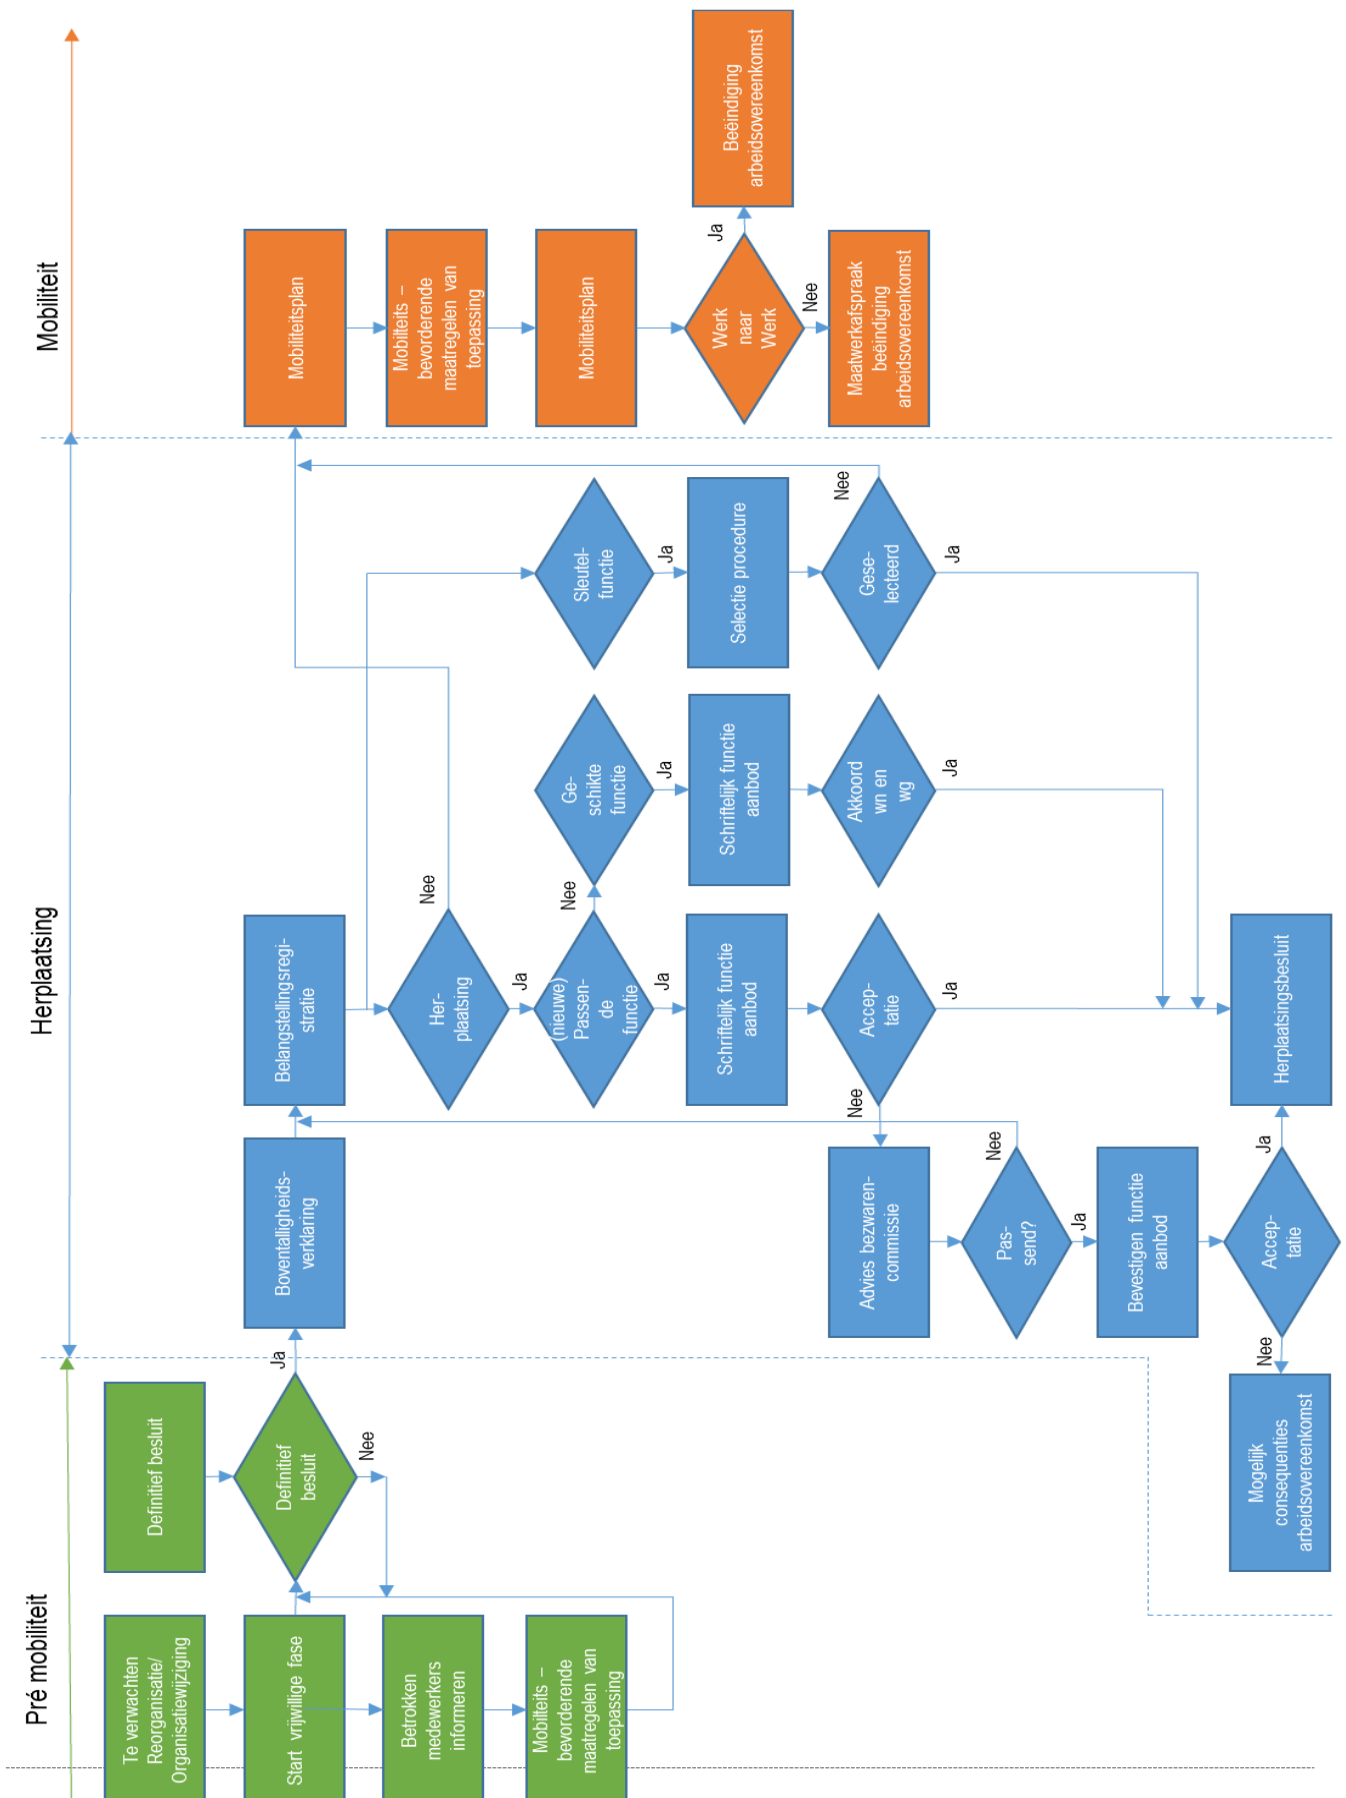 Pré mobiliteit
Herplaatsing
Mobiliteit
Te verwachten
Reorganisatie/
Organisatiewijziging
Start vrijwillige fase
Betrokken
medewerkers
informeren
Mobilteits –
bevorderende
maatregelen van
toepassing
Definitief besluit
Definitief
besluit
Ja
Nee
Boventalligheids-
verklaring
Belangstellingsregi-
stratie
Her-
plaatsing
Nee
Ja
(nieuwe)
Passen-
de
functie
Nee
Ja
Schriftelijk functie
aanbod
Accep-
tatie
Nee
Ja
Advies bezwaren-
commissie
Pas-
send?
Nee
Ja
Bevestigen functie
aanbod
Accep-
tatie
Ja
Nee
Mogelijk
consequenties
arbeidsovereenkomst
Herplaatsingsbesluit
Ge-
schikte
functie
Ja
Schriftelijk functie
aanbod
Akkoord
wn en
wg
Ja
Sleutel-
functie
Ja
Selectie procedure
Gese-
lecteerd
Nee
Ja
Mobiliteitsplan
Mobilteits –
bevorderende
maatregelen van
toepassing
Mobiliteitsplan
Werk
naar
Werk
Ja
Nee
Beëindiging
arbeidsovereenkomst
Maatwerkafspraak
beëindiging
arbeidsovereenkomst